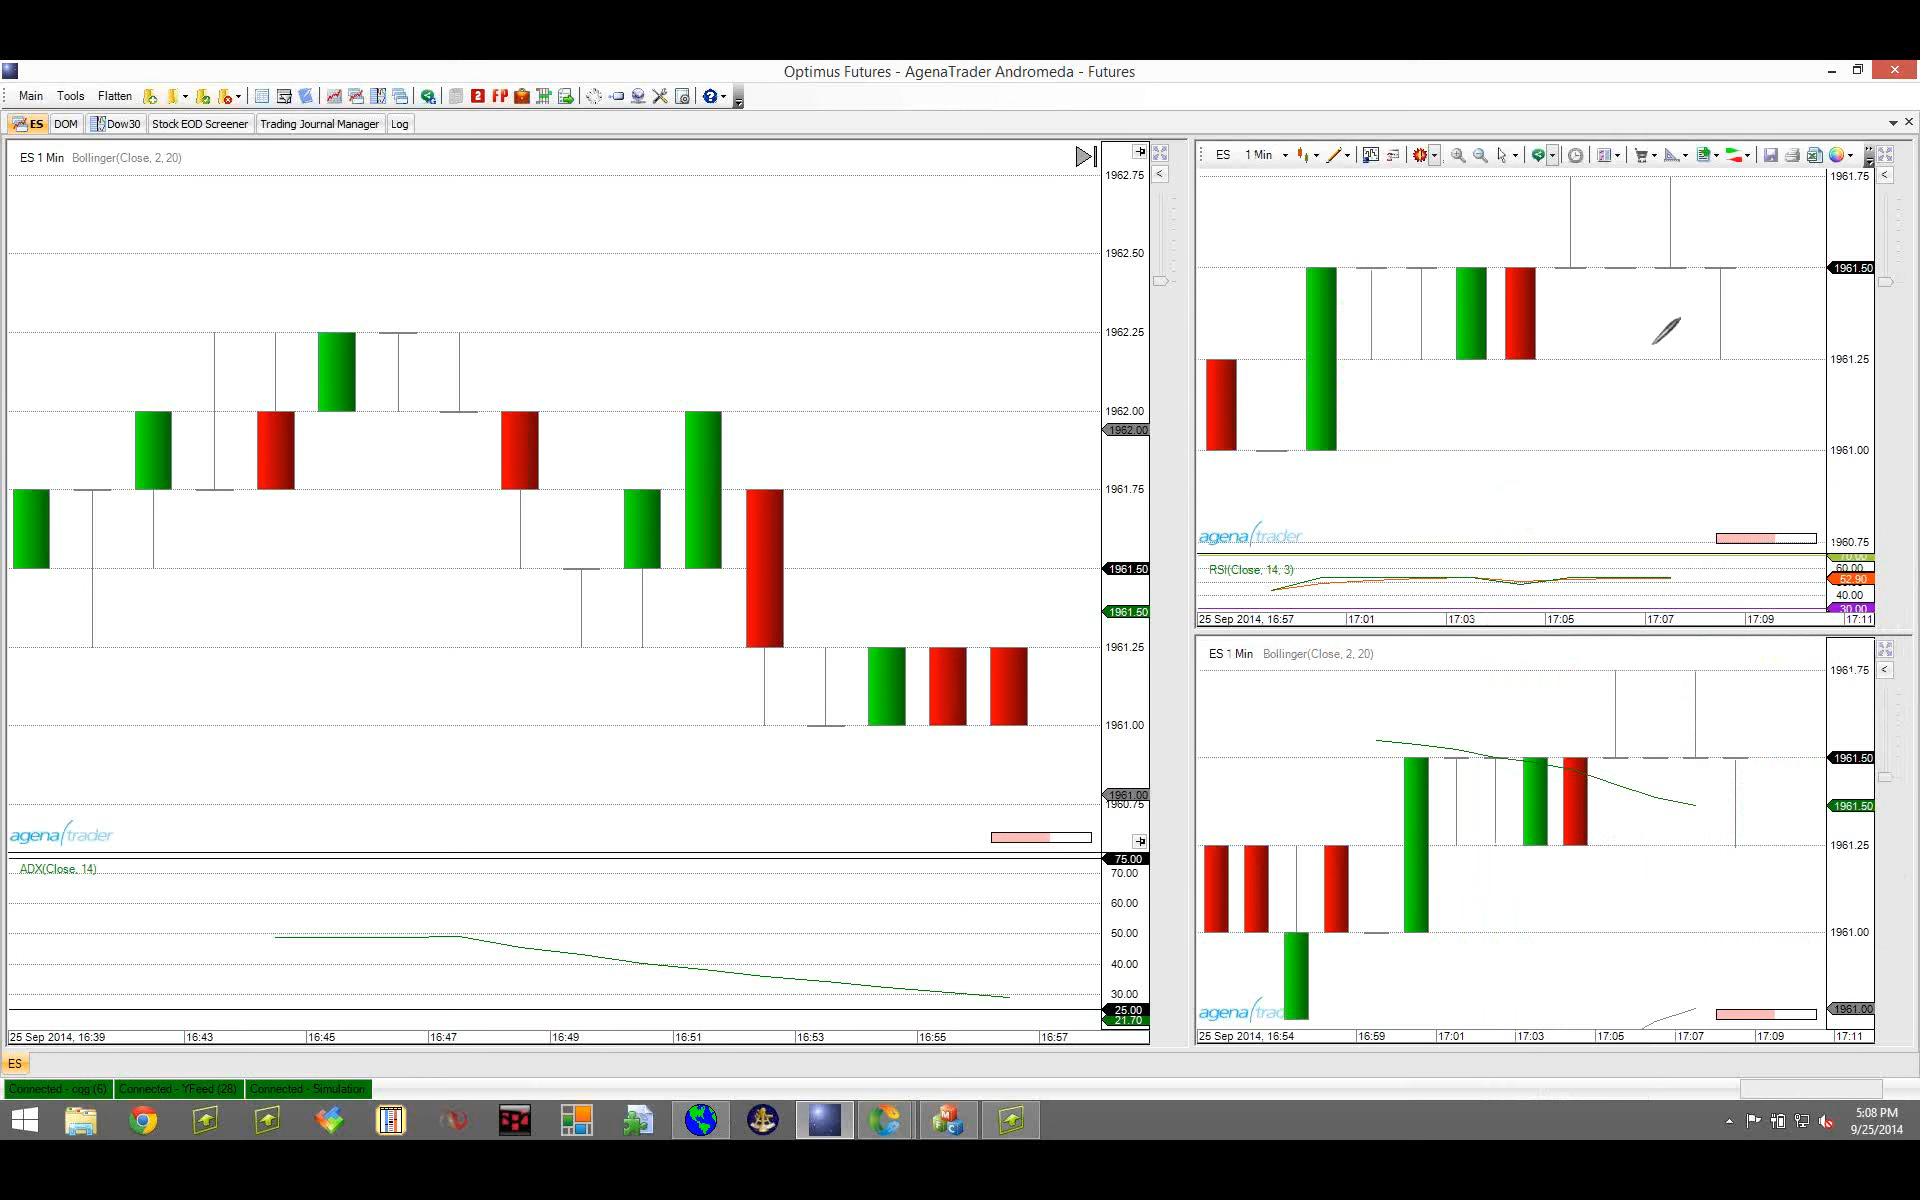 Optimus Futures - AgenaTrader Andromeda - Futures
Main Tools Flatten
ES DOM Dow30 Stock EOD Screener Trading Journal Manager Log
ES 1 Min Bollinger(Close, 2, 20)
1962.75
1962.50
1962.25
1962.00
1962.00
1961.75
1961.50
1961.50
1961.25
1961.00
1961.00
1960.75
agena trader
75.00
ADX(Close, 14)
70.00
60.00
50.00
40.00
30.00
25.00
21.70
25 Sep 2014, 16:39 16:43 16:45 16:47 16:49 16:51 16:53 16:55 16:57
ES 1 Min
1961.75
1961.50
1961.25
1961.00
agena trader
1960.75
70.00
RSI(Close, 14, 3)
60.00
52.90
40.00
30.00
25 Sep 2014, 16:57 17:01 17:03 17:05 17:07 17:09 17:11
ES 1 Min Bollinger(Close, 2, 20)
1961.75
1961.50
1961.50
1961.25
1961.00
1961.00
agena trad
25 Sep 2014, 16:54 16:59 17:01 17:03 17:05 17:07 17:09 17:11
ES
Connected - cqg (6) Connected - YFeed (28) Connected - Simulation
5:08 PM
9/25/2014